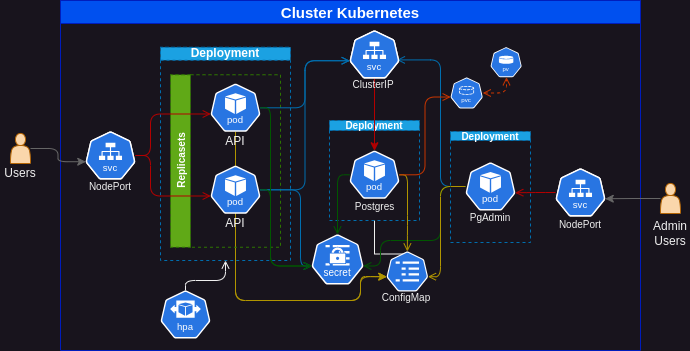 Cluster Kubernetes
Deployment
svc
ClusterIP
pv
pvc
Replicasets
pod
API
Deployment
Deployment
Users
svc
NodePort
pod
API
pod
Postgres
pod
PgAdmin
svc
NodePort
Admin
Users
secret
ConfigMap
hpa